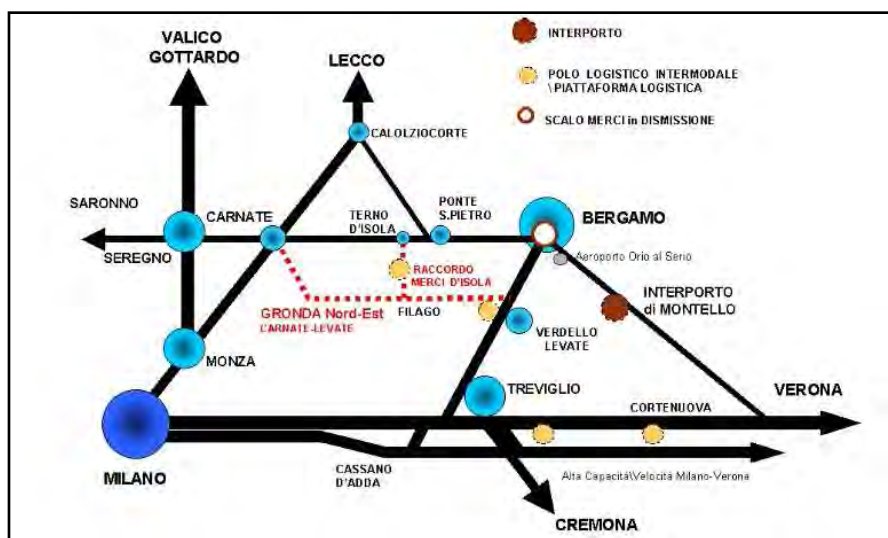 VALICO
GOTTARDO
LECCO
INTERPORTO
POLO LOGISTICO INTERMODALE
\PIATTAFORMA LOGISTICA
SCALO MERCI in DISMISSIONE
CALOLZIOCORTE
SARONNO
SEREGNO
CARNATE
TERNO
D'ISOLA
PONTE
S.PIETRO
BERGAMO
Aeroporto Orio al Serio
RACCORDO
MERCI D'ISOLA
GRONDA Nord-Est
CARNATE-LEVATE
FILAGO
INTERPORTO
di MONTELLO
VERDELLO
LEVATE
MONZA
TREVIGLIO
CORTENUOVA
VERONA
MILANO
CASSANO
D'ADDA
Alta Capacità\Velocità Milano-Verona
CREMONA